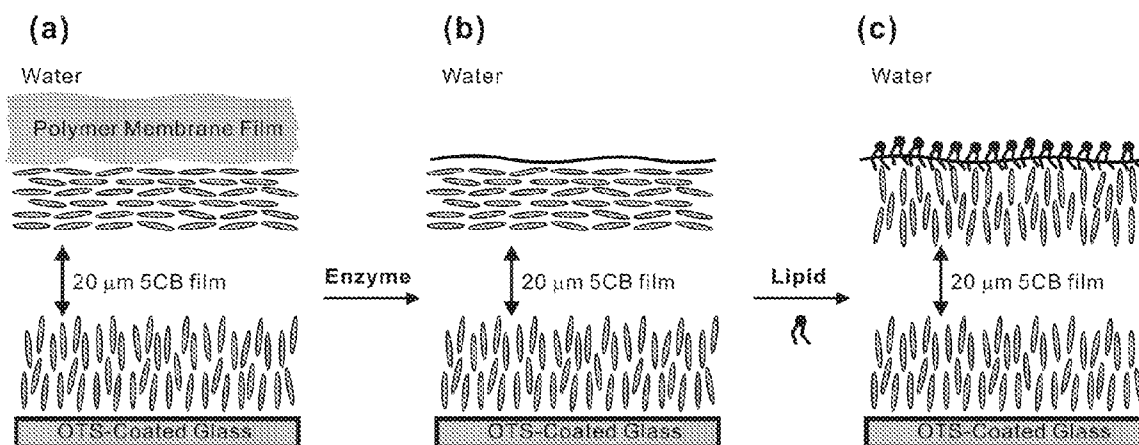 (a)
(b)
(c)
Water
Water
Water
Polymer Membrane Film
20 μm 5CB film
Enzyme
20 μm 5CB film
Lipid
20 μm 5CB film
OTS-Coated Glass
OTS-Coated Glass
OTS-Coated Glass